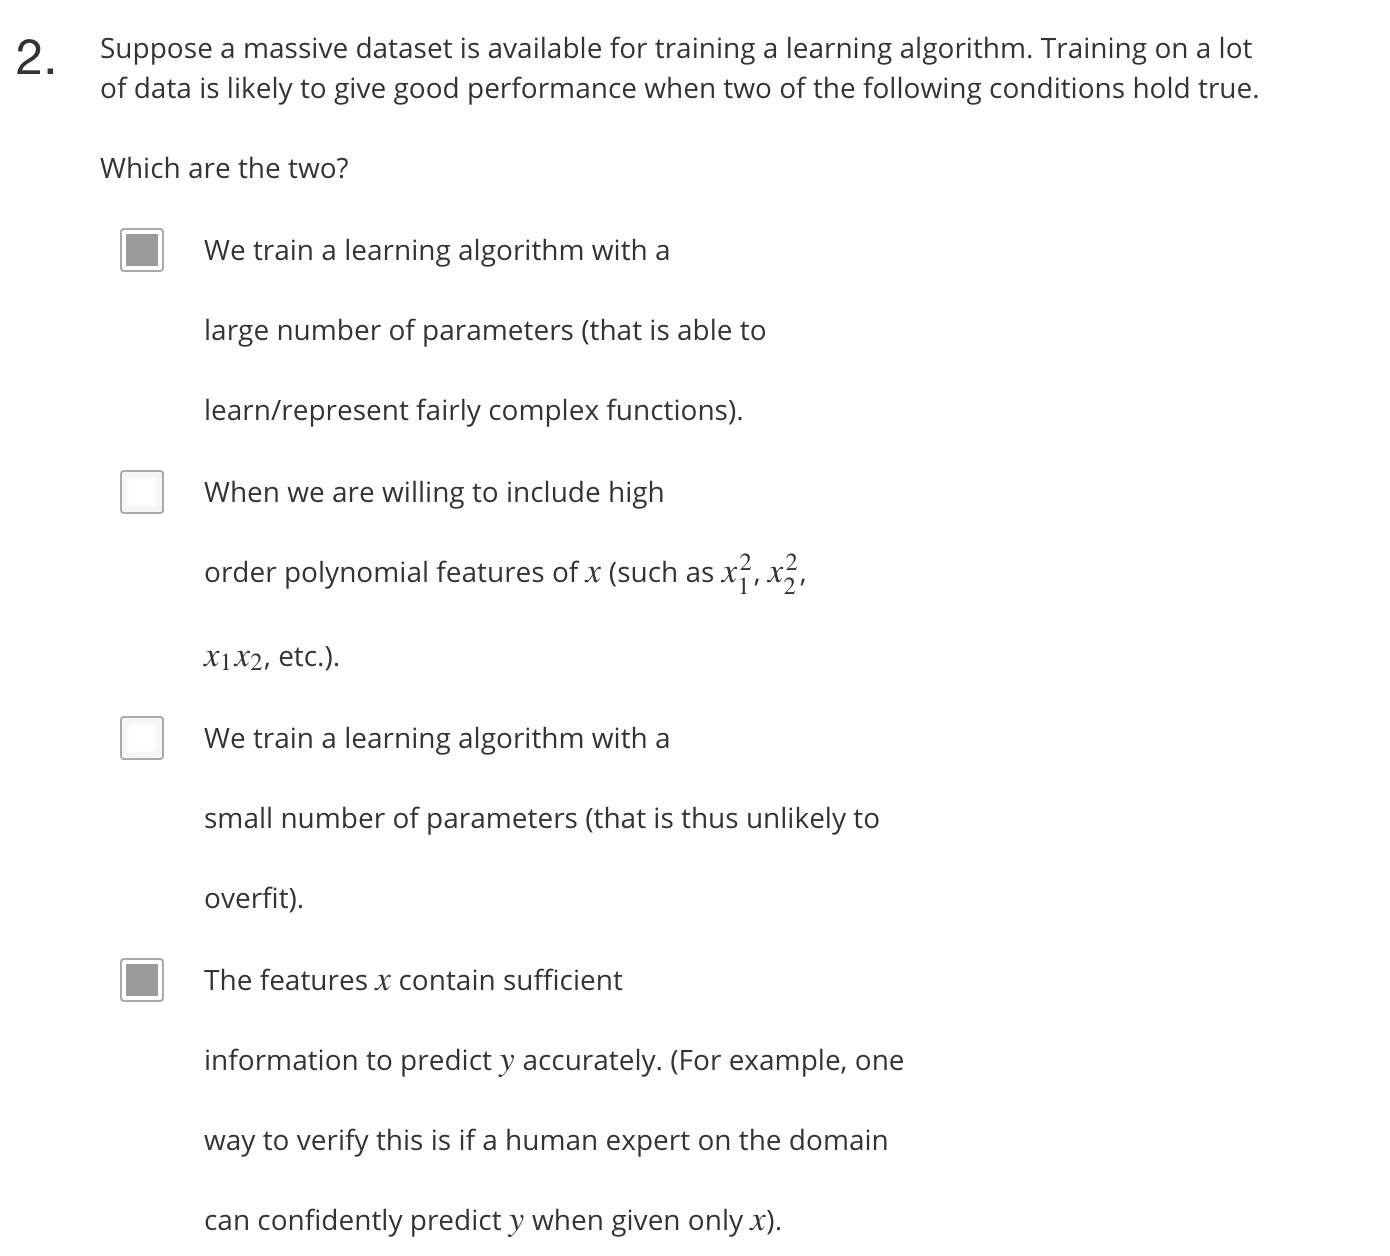 2. Suppose a massive dataset is available for training a learning algorithm. Training on a lot
of data is likely to give good performance when two of the following conditions hold true.
Which are the two?
We train a learning algorithm with a
large number of parameters (that is able to
learn/represent fairly complex functions).
When we are willing to include high
order polynomial features of x (such as x₁², x₂²,
x₁x₂, etc.).
We train a learning algorithm with a
small number of parameters (that is thus unlikely to
overfit).
The features x contain sufficient
information to predict y accurately. (For example, one
way to verify this is if a human expert on the domain
can confidently predict y when given only x).